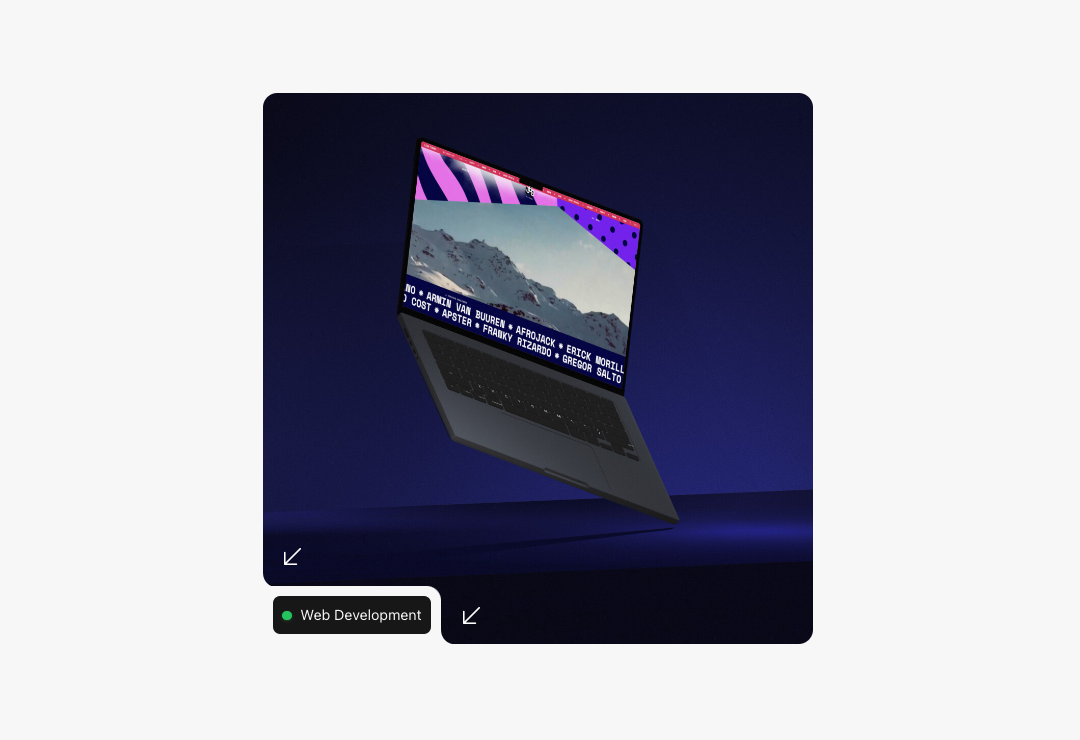 NO * ARMIN VAN BUUREN * AFROJACK * ERICK MORILL
O COST * APSTER * FRANKY RIZARDO * GREGOR SALTO
Web Development